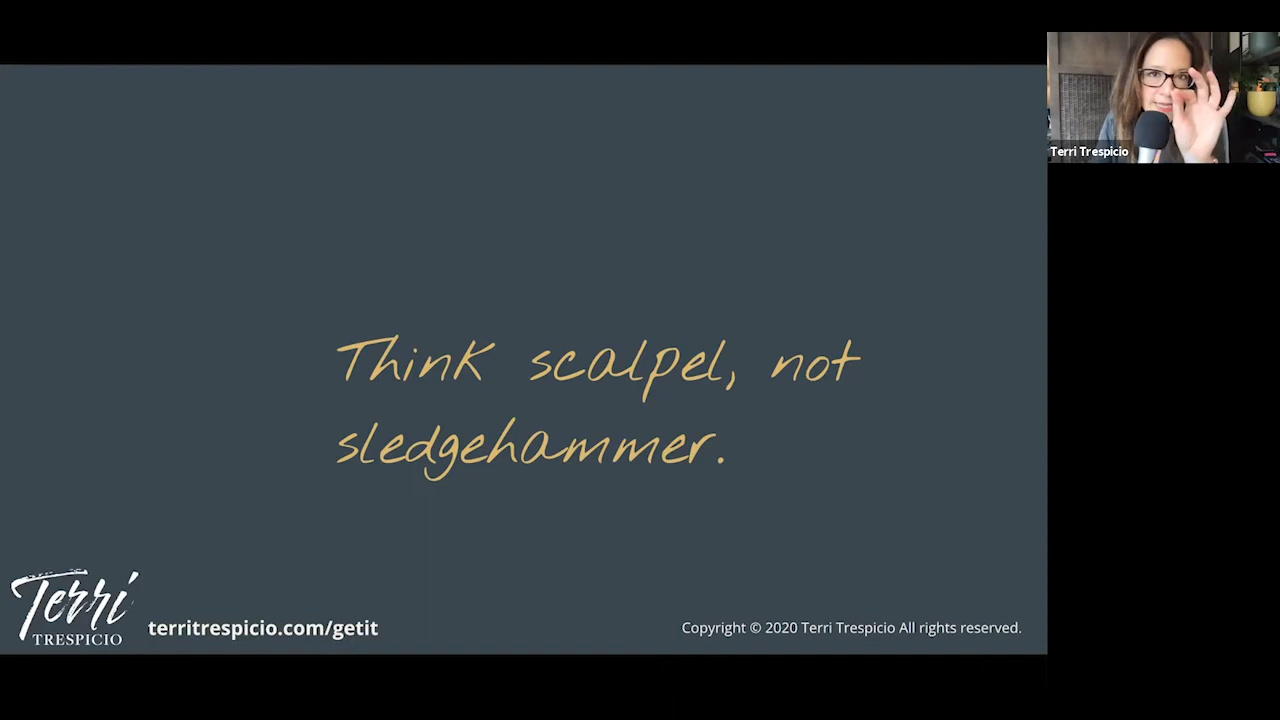 Terri Trespicio
Think scalpel, not
sledgehammer.
Terri
TRESPICIO
territrespicio.com/getit
Copyright © 2020 Terri Trespicio All rights reserved.